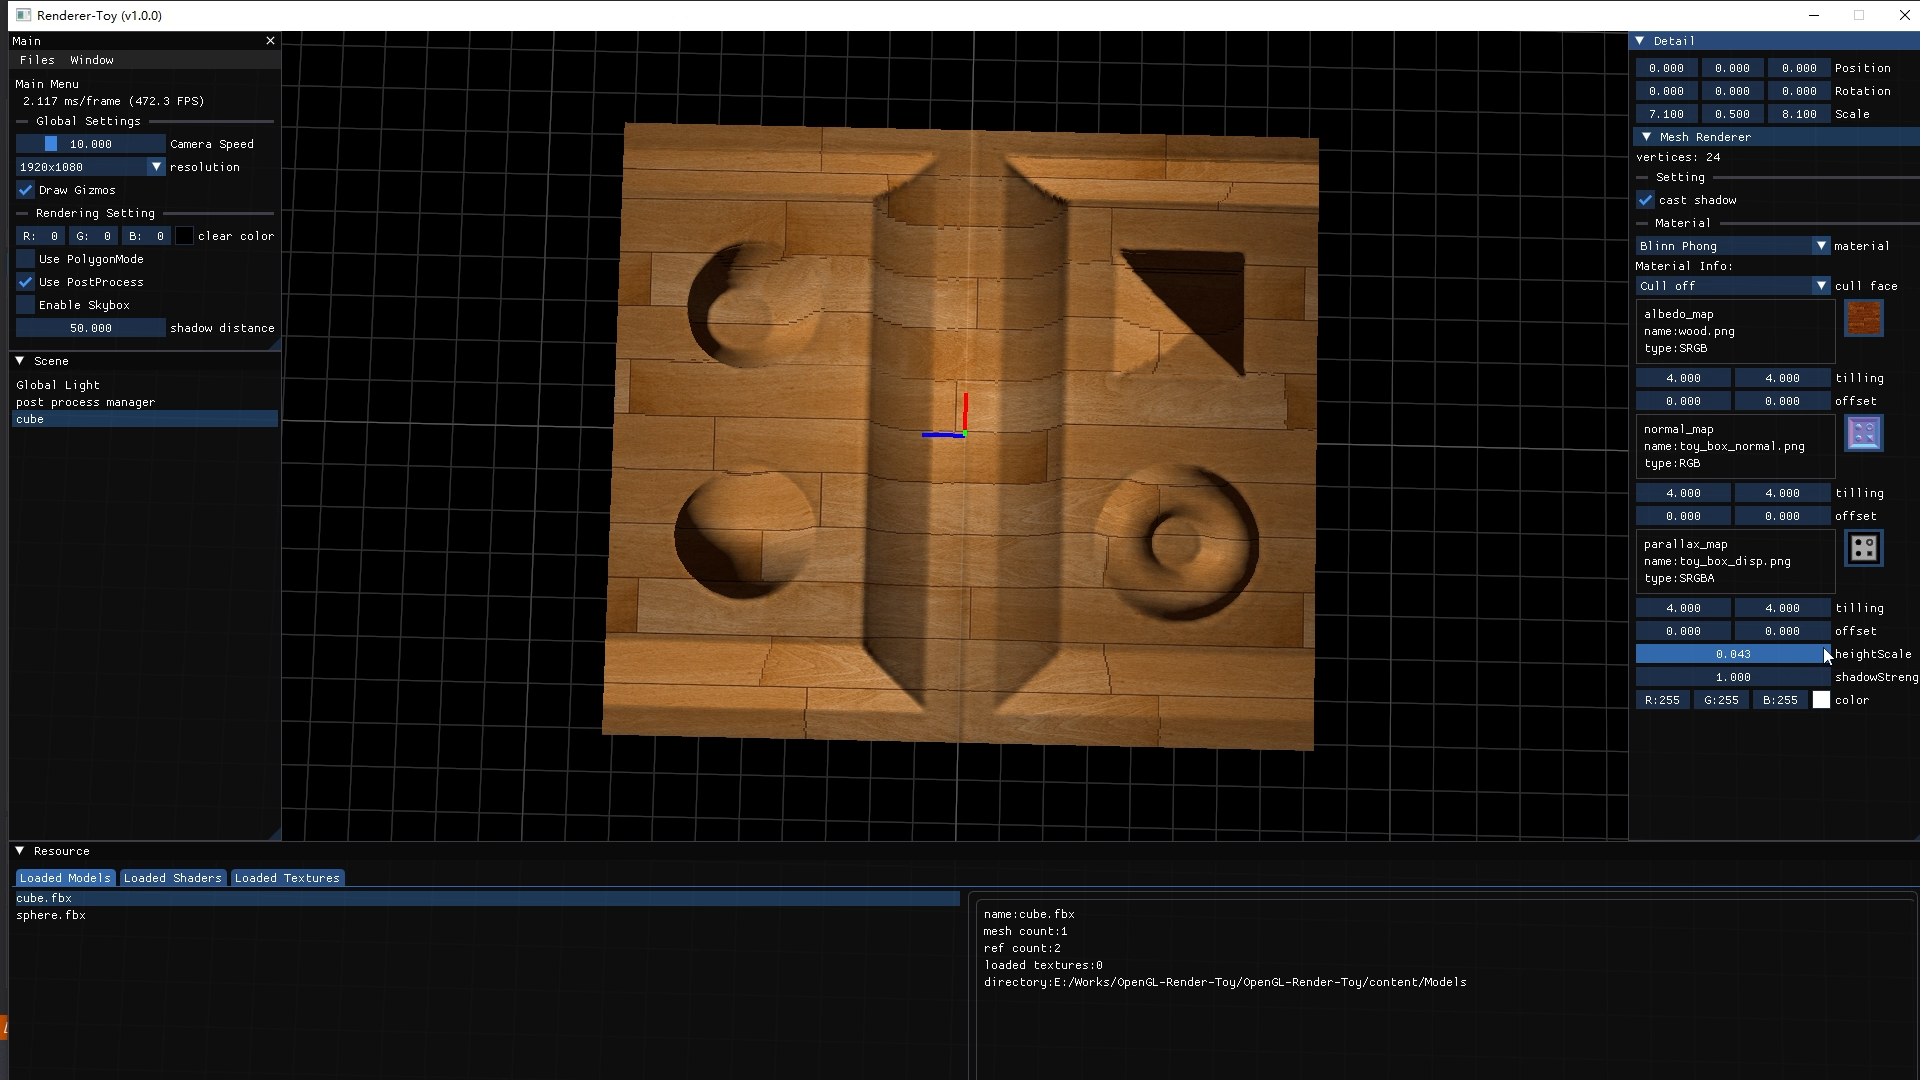 Renderer-Toy (v1.0.0)
Main
Files Window
Main Menu
2.117 ms/frame (472.3 FPS)
Global Settings
10.000 Camera Speed
1920x1080 resolution
Draw Gizmos
Rendering Setting
R: 0 G: 0 B: 0 clear color
Use PolygonMode
Use PostProcess
Enable Skybox
50.000 shadow distance
Scene
Global Light
post process manager
cube
Detail
0.000 0.000 0.000 Position
0.000 0.000 0.000 Rotation
7.100 0.500 8.100 Scale
Mesh Renderer
vertices: 24
Setting
cast shadow
Material
Blinn Phong material
Material Info:
Cull off cull face
albedo_map
name:wood.png
type:SRGB
4.000 4.000 tilling
0.000 0.000 offset
normal_map
name:toy_box_normal.png
type:RGB
4.000 4.000 tilling
0.000 0.000 offset
parallax_map
name:toy_box_disp.png
type:SRGBA
4.000 4.000 tilling
0.000 0.000 offset
0.043 heightScale
1.000 shadowStreng
R:255 G:255 B:255 color
Resource
Loaded Models Loaded Shaders Loaded Textures
cube.fbx
sphere.fbx
name:cube.fbx
mesh count:1
ref count:2
loaded textures:0
directory:E:/Works/OpenGL-Render-Toy/OpenGL-Render-Toy/content/Models